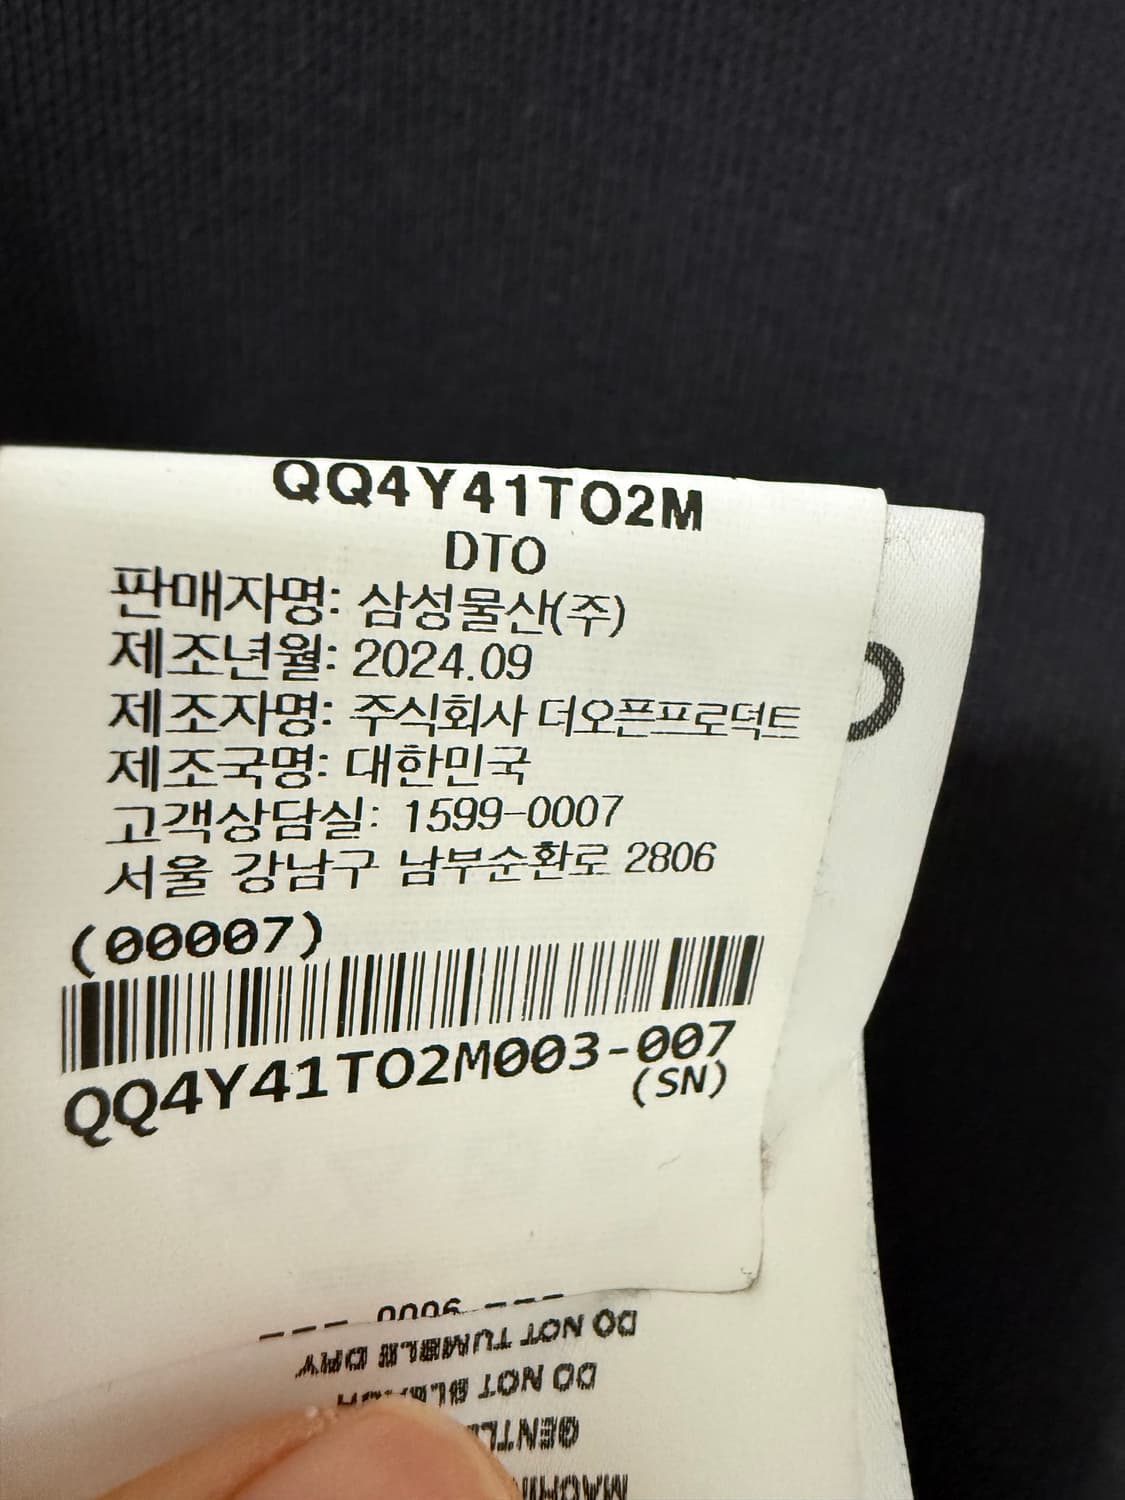 QQ4Y41TO2M
DTO
판매자명: 삼성물산(주)
제조년월: 2024.09
제조자명: 주식회사 더오픈프로덕트
제조국명: 대한민국
고객상담실: 1599-0007
서울 강남구 남부순환로 2806
(00007)
QQ4Y41TO2M003-007
(SN)
--- 0006 ---
DO NOT TUMBLE DRY
DO NOT